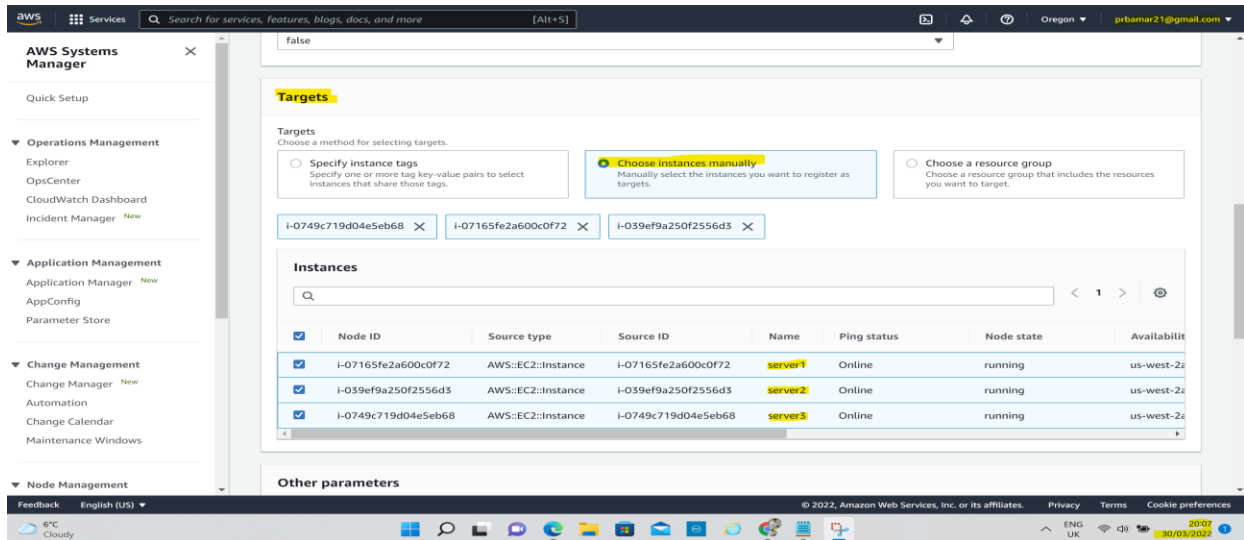 aws Services Search for services, features, blogs, docs, and more [Alt+S] Oregon prbamar21@gmail.com
AWS Systems Manager
Quick Setup
Operations Management
Explorer
OpsCenter
CloudWatch Dashboard
Incident Manager New
Application Management
Application Manager New
AppConfig
Parameter Store
Change Management
Change Manager New
Automation
Change Calendar
Maintenance Windows
Node Management
false
Targets
Targets
Choose a method for selecting targets.
Specify instance tags
Specify one or more tag key-value pairs to select
instances that share those tags.
Choose instances manually
Manually select the instances you want to register as
targets.
Choose a resource group
Choose a resource group that includes the resources
you want to target.
i-0749c719d04e5eb68 i-07165fe2a600c0f72 i-039ef9a250f2556d3
Instances
1
Node ID Source type Source ID Name Ping status Node state Availabilit
i-07165fe2a600c0f72 AWS::EC2::Instance i-07165fe2a600c0f72 server1 Online running us-west-2a
i-039ef9a250f2556d3 AWS::EC2::Instance i-039ef9a250f2556d3 server2 Online running us-west-2a
i-0749c719d04e5eb68 AWS::EC2::Instance i-0749c719d04e5eb68 server3 Online running us-west-2a
Other parameters
Feedback English (US) © 2022, Amazon Web Services, Inc. or its affiliates. Privacy Terms Cookie preferences
6°C
Cloudy
ENG
UK
20:07
30/03/2022
1